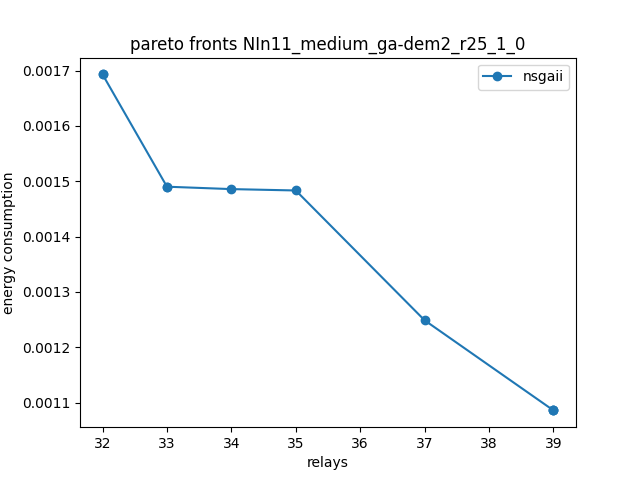 pareto fronts NIn11_medium_ga-dem2_r25_1_0
nsgaii
0.0017
0.0016
0.0015
0.0014
0.0013
0.0012
0.0011
energy consumption
32 33 34 35 36 37 38 39
relays